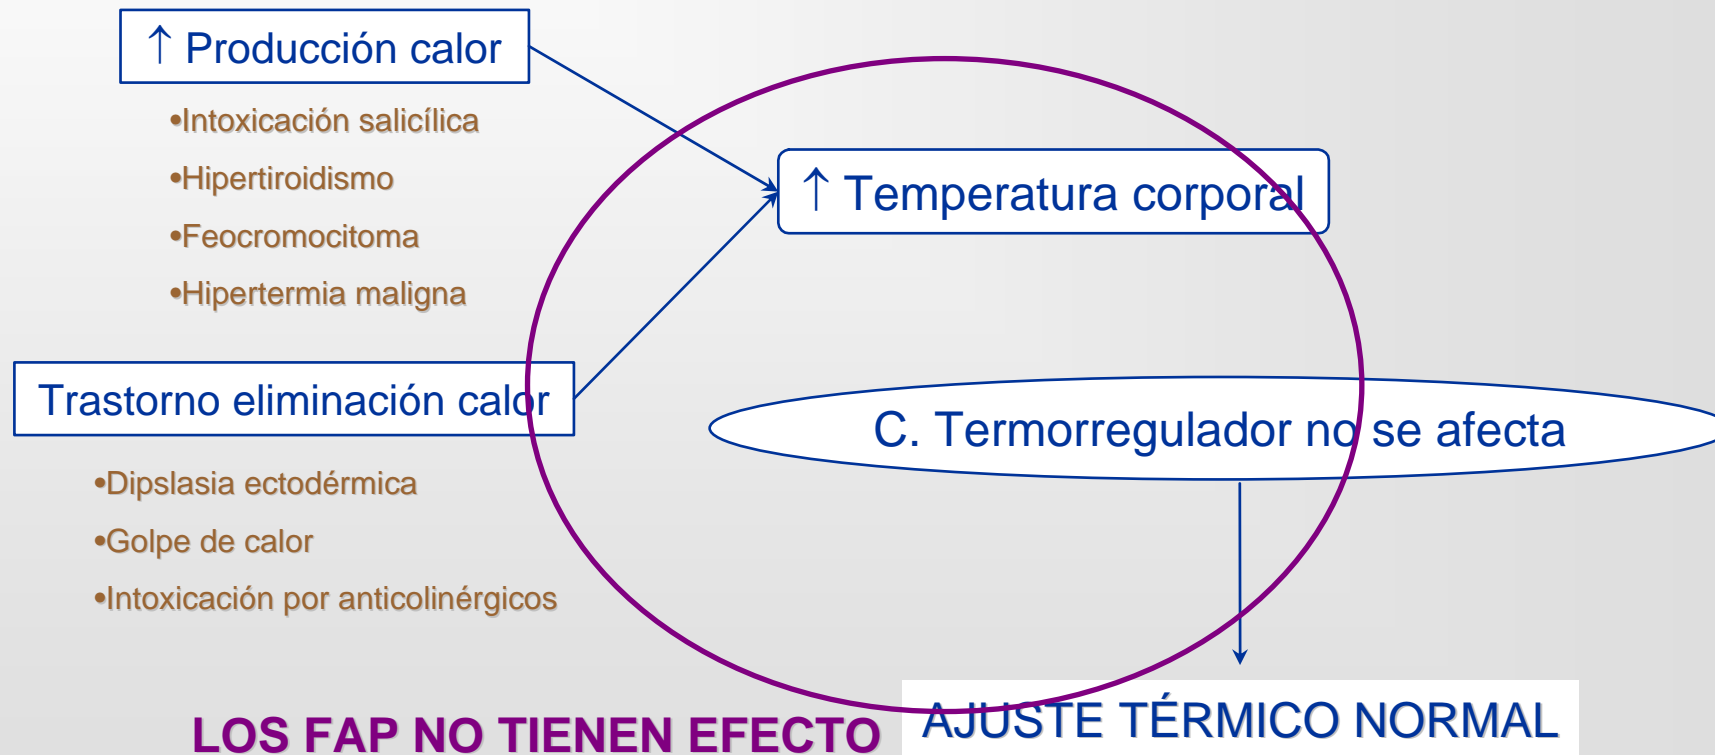 ↑ Producción calor
•Intoxicación salicílica
•Hipertiroidismo
•Feocromocitoma
•Hipertermia maligna
↑ Temperatura corporal
Trastorno eliminación calor
•Dipslasia ectodérmica
•Golpe de calor
•Intoxicación por anticolinérgicos
C. Termorregulador no se afecta
AJUSTE TÉRMICO NORMAL
LOS FAP NO TIENEN EFECTO